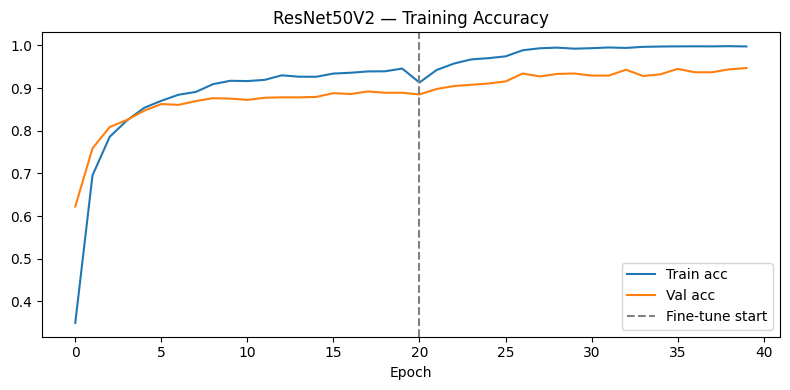 ResNet50V2 — Training Accuracy
1.0
0.9
0.8
0.7
0.6
0.5
0.4
Train acc
Val acc
Fine-tune start
0 5 10 15 20 25 30 35 40
Epoch